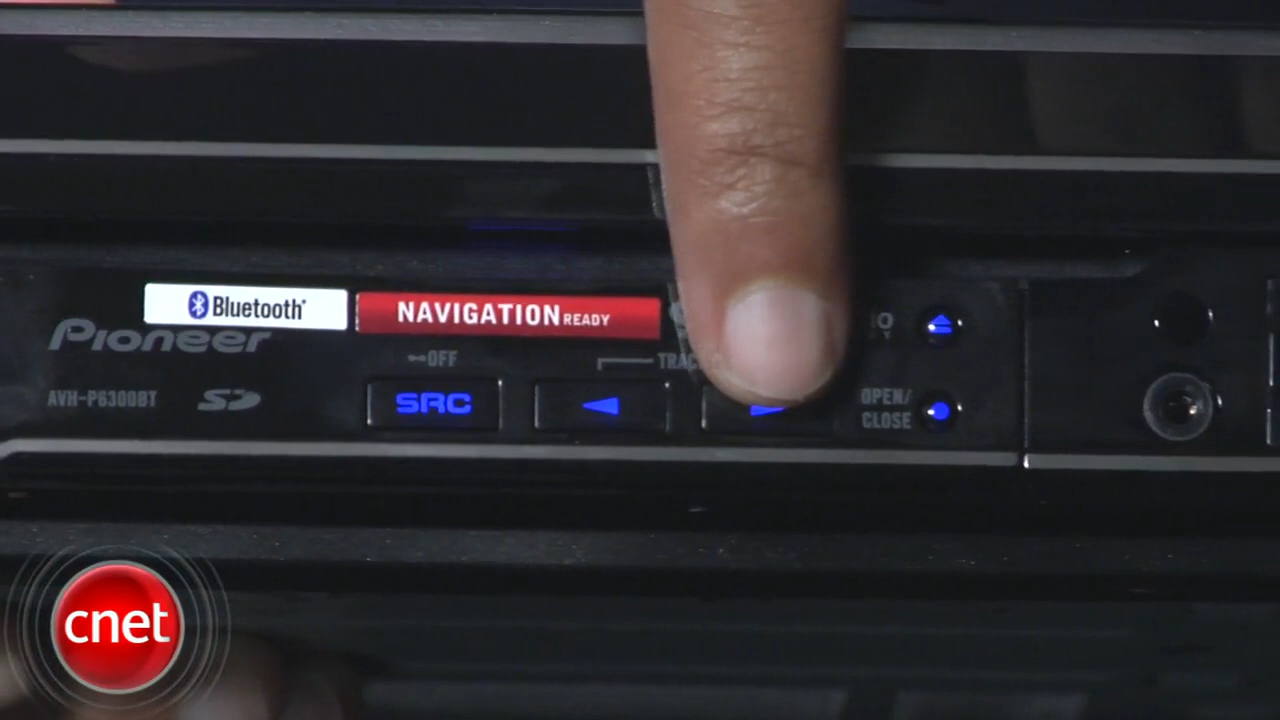 Bluetooth®
NAVIGATION READY
Pioneer
OFF
AVH-P6300BT
SD
SRC
OPEN/
CLOSE
cnet